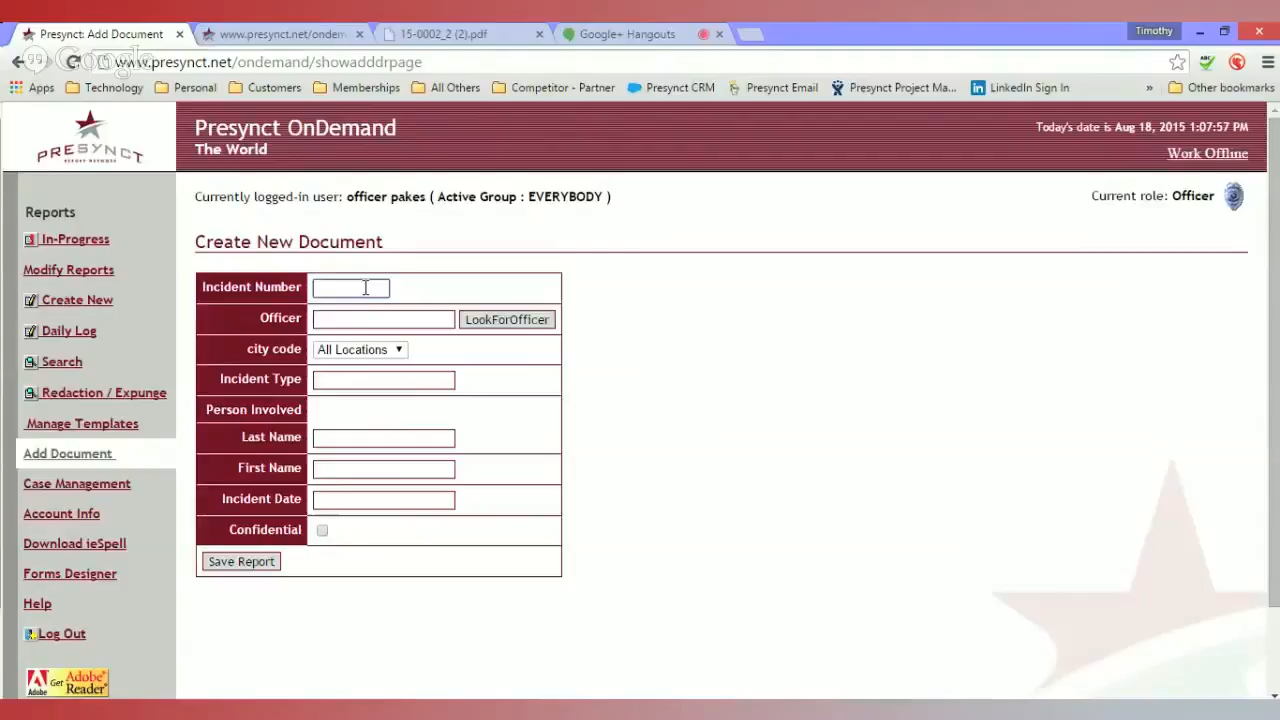 Presynct: Add Document
www.presynct.net/ondem
15-0002_2 (2).pdf
Google+ Hangouts
Timothy
Google
www.presynct.net/ondemand/showadddrpage
Apps Technology Personal Customers Memberships All Others Competitor - Partner Presynct CRM Presynct Email Presynct Project Ma... LinkedIn Sign In » Other bookmarks
PRESYNCT
Presynct OnDemand
The World
Today's date is Aug 18, 2015 1:07:57 PM
Work Offline
Currently logged-in user: officer pakes ( Active Group : EVERYBODY )
Current role: Officer
Reports
In-Progress
Modify Reports
Create New
Daily Log
Search
Redaction / Expunge
Manage Templates
Add Document
Case Management
Account Info
Download ieSpell
Forms Designer
Help
Log Out
Adobe
Get Adobe
Reader
Create New Document
Incident Number
Officer LookForOfficer
city code All Locations
Incident Type
Person Involved
Last Name
First Name
Incident Date
Confidential
Save Report